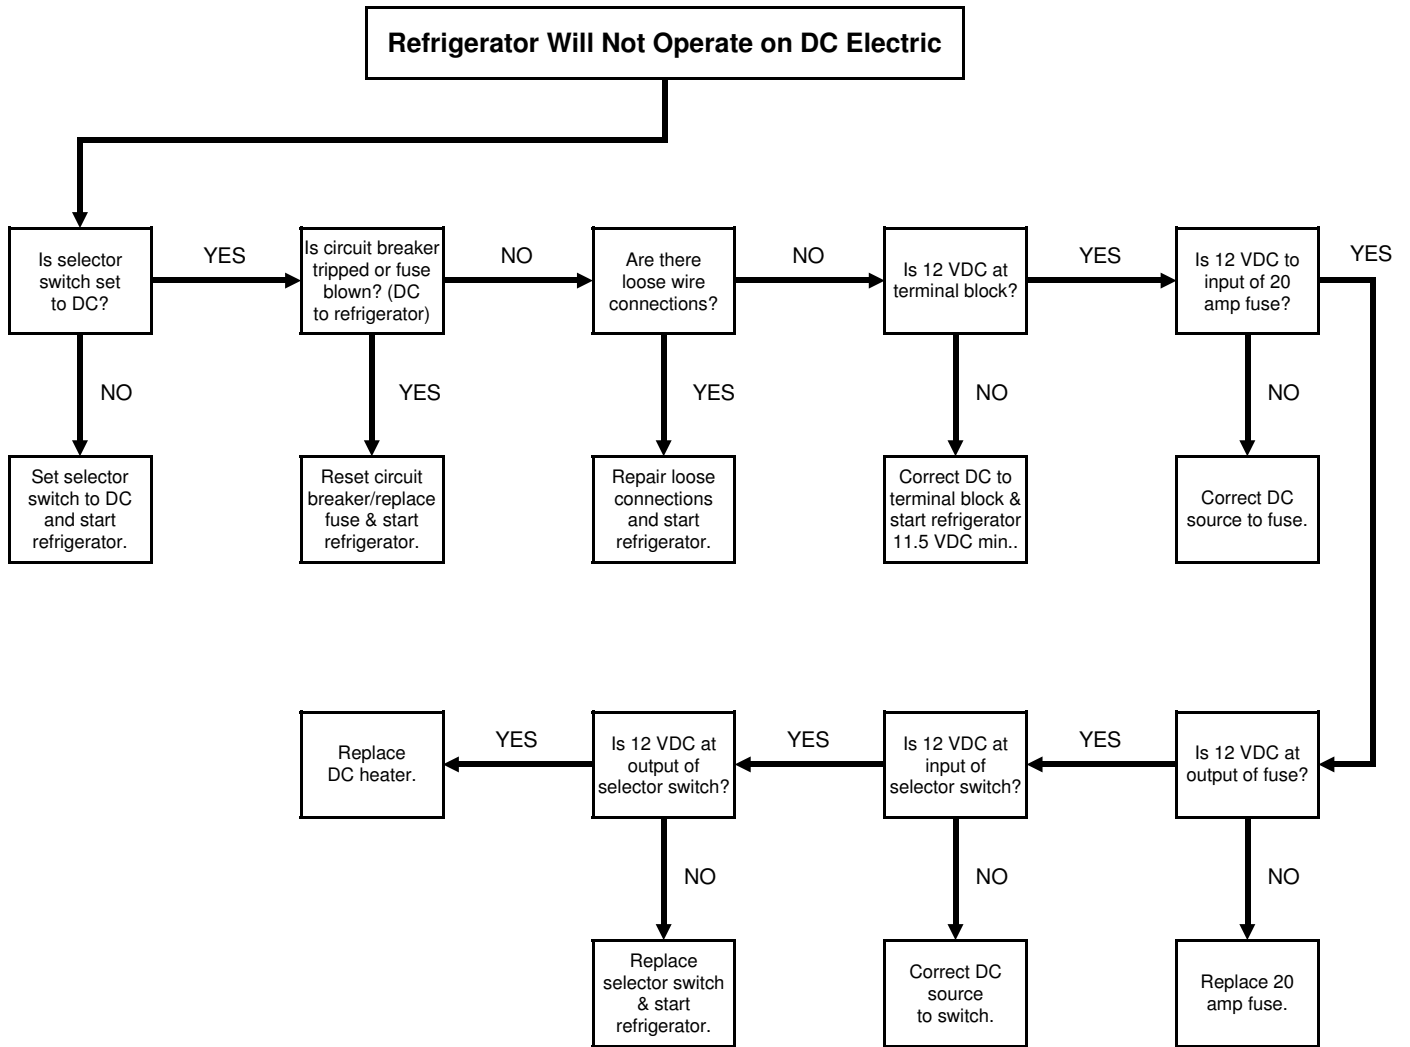 Refrigerator Will Not Operate on DC Electric
Is selector
switch set
to DC?
YES
Is circuit breaker
tripped or fuse
blown? (DC
to refrigerator)
NO
Are there
loose wire
connections?
NO
Is 12 VDC at
terminal block?
YES
Is 12 VDC to
input of 20
amp fuse?
YES
NO
YES
YES
NO
NO
Set selector
switch to DC
and start
refrigerator.
Reset circuit
breaker/replace
fuse & start
refrigerator.
Repair loose
connections
and start
refrigerator.
Correct DC to
terminal block &
start refrigerator
11.5 VDC min..
Correct DC
source to fuse.
Replace
DC heater.
YES
Is 12 VDC at
output of
selector switch?
YES
Is 12 VDC at
input of
selector switch?
YES
Is 12 VDC at
output of fuse?
NO
NO
NO
Replace
selector switch
& start
refrigerator.
Correct DC
source
to switch.
Replace 20
amp fuse.